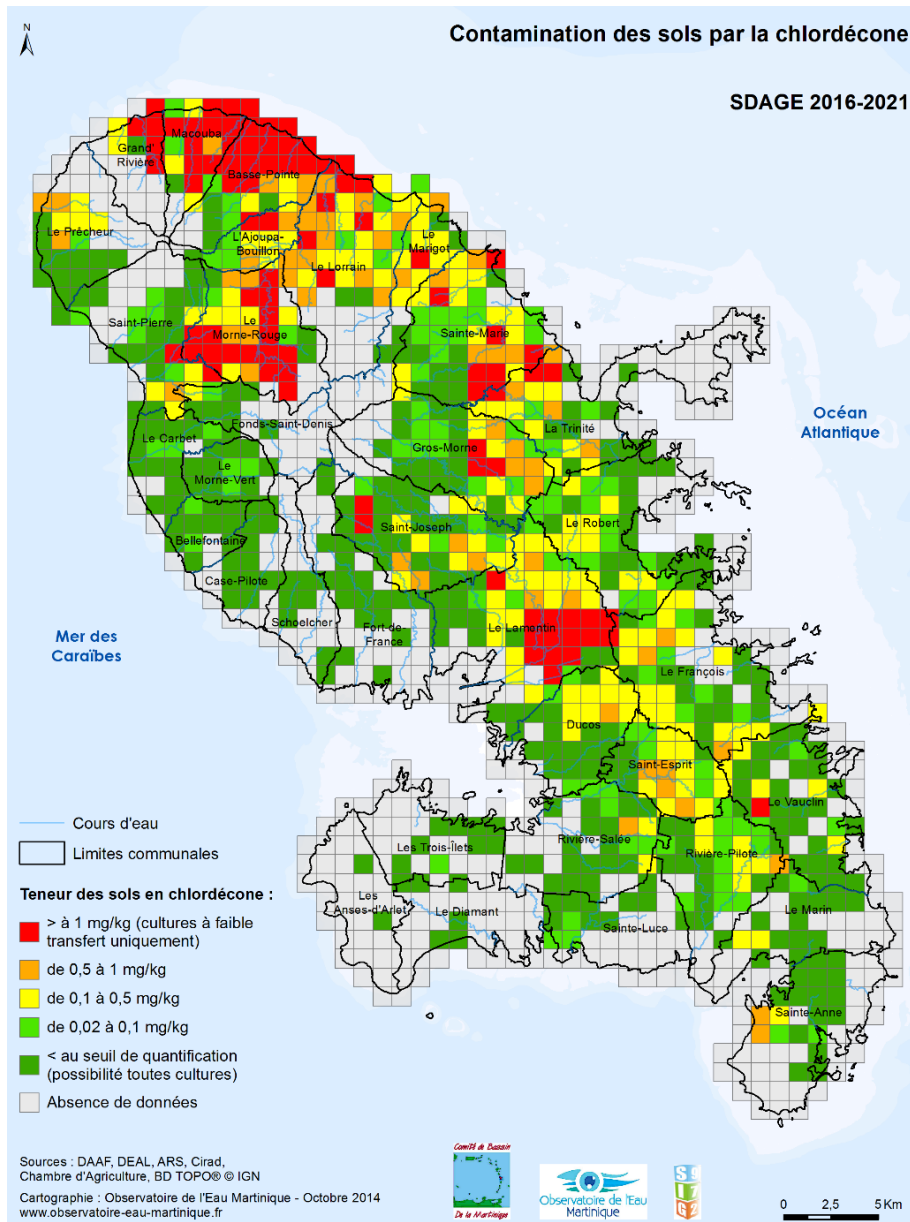 N
Contamination des sols par la chlordécone
SDAGE 2016-2021
Macouba
Grand'
Rivière
Basse-Pointe
Le Prêcheur
L'Ajoupa-
Bouillon
Le
Marigot
Le Lorrain
Saint-Pierre
Le
Morne-Rouge
Sainte-Marie
Océan
Atlantique
Fonds-Saint-Denis
La Trinité
Le Carbet
Gros-Morne
Le
Morne-Vert
Saint-Joseph
Le Robert
Bellefontaine
Case-Pilote
Schoelcher
Fort-de-
France
Le Lamentin
Mer des
Caraïbes
Le François
Ducos
Saint-Esprit
Le Vauclin
Cours d'eau
Limites communales
Les Trois-Îlets
Rivière-Salée
Rivière-Pilote
Les
Anses-d'Arlet
Le Diamant
Sainte-Luce
Le Marin
Sainte-Anne
Teneur des sols en chlordécone :
> à 1 mg/kg (cultures à faible
transfert uniquement)
de 0,5 à 1 mg/kg
de 0,1 à 0,5 mg/kg
de 0,02 à 0,1 mg/kg
< au seuil de quantification
(possibilité toutes cultures)
Absence de données
Sources : DAAF, DEAL, ARS, Cirad,
Chambre d'Agriculture, BD TOPO® © IGN
Cartographie : Observatoire de l'Eau Martinique - Octobre 2014
www.observatoire-eau-martinique.fr
Comité de Bassin
De la Martinique
Observatoire de l'Eau
Martinique
0 2,5 5 Km